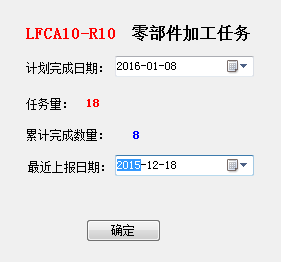 LFCA10-R10 零部件加工任务
计划完成日期： 2016-01-08
任务量： 18
累计完成数量： 8
最近上报日期： 2015-12-18
确定